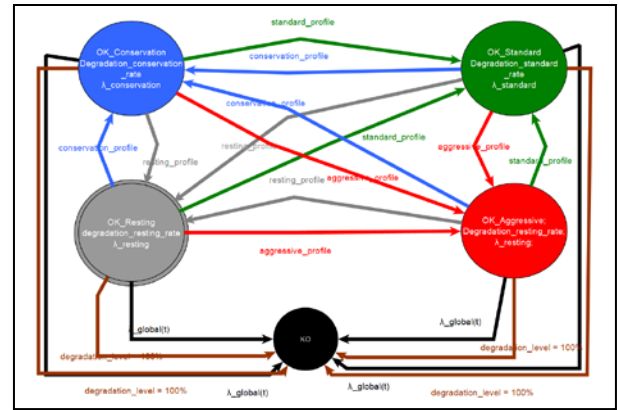 standard_profile
OK_Conservation
Degradation_conservation
_rate
λ_conservation
conservation_profile
OK_Standard
Degradation_standard
_rate
λ_standard
conservation_profile
conservation_profile
resting_profile
resting_profile
standard_profile
aggressive_profile
standard_profile
resting_profile
aggressive_profile
OK_Resting
degradation_resting_rate
λ_resting
OK_Aggressive;
Degradation_resting_rate;
λ_resting;
aggressive_profile
λ_global(t)
λ_global(t)
KO
degradation_level = 100%
degradation_level = 100%
degradation_level = 100%
λ_global(t)
λ_global(t)
degradation_level = 100%